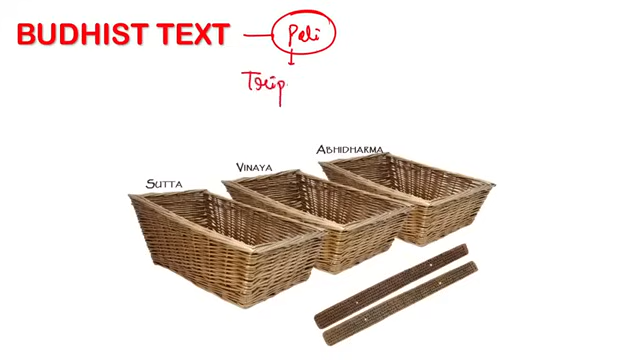 BUDHIST TEXT
Pali
Trip
ABHIDHARMA
VINAYA
SUTTA